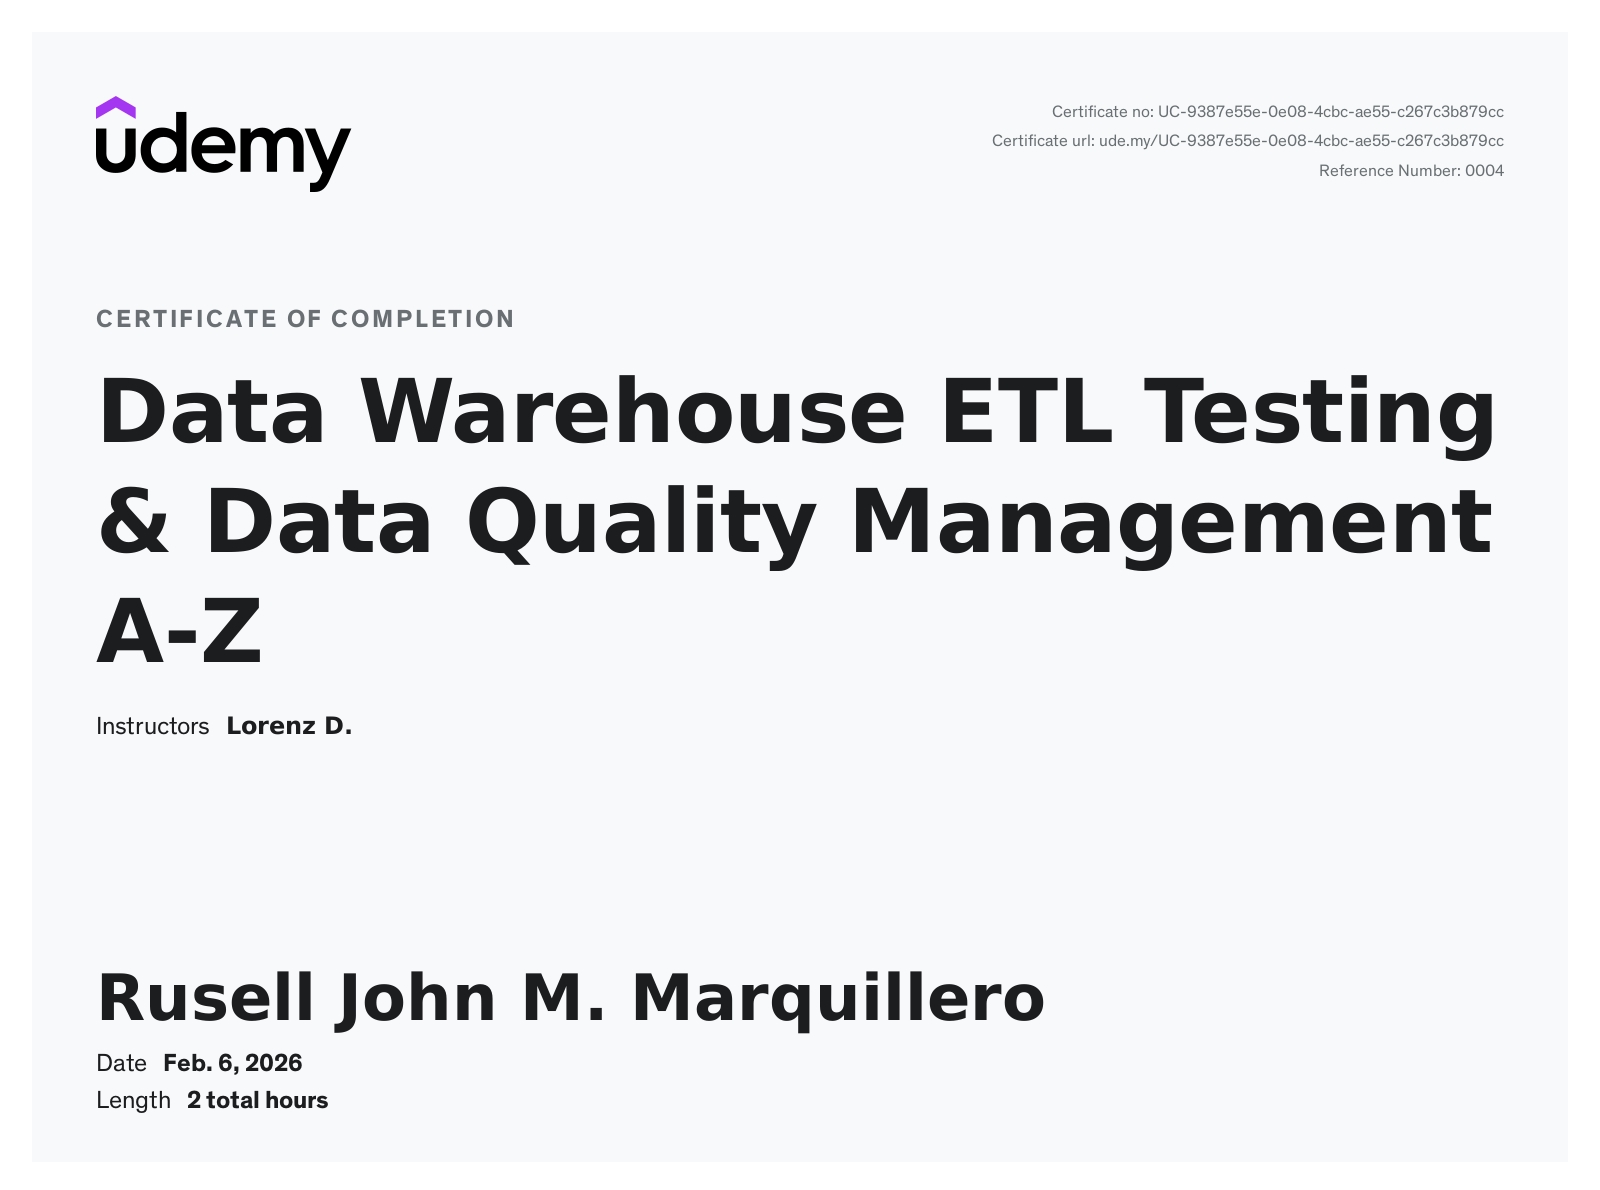 udemy
Certificate no: UC-9387e55e-0e08-4cbc-ae55-c267c3b879cc
Certificate url: ude.my/UC-9387e55e-0e08-4cbc-ae55-c267c3b879cc
Reference Number: 0004
CERTIFICATE OF COMPLETION
Data Warehouse ETL Testing
& Data Quality Management
A-Z
Instructors Lorenz D.
Rusell John M. Marquillero
Date Feb. 6, 2026
Length 2 total hours